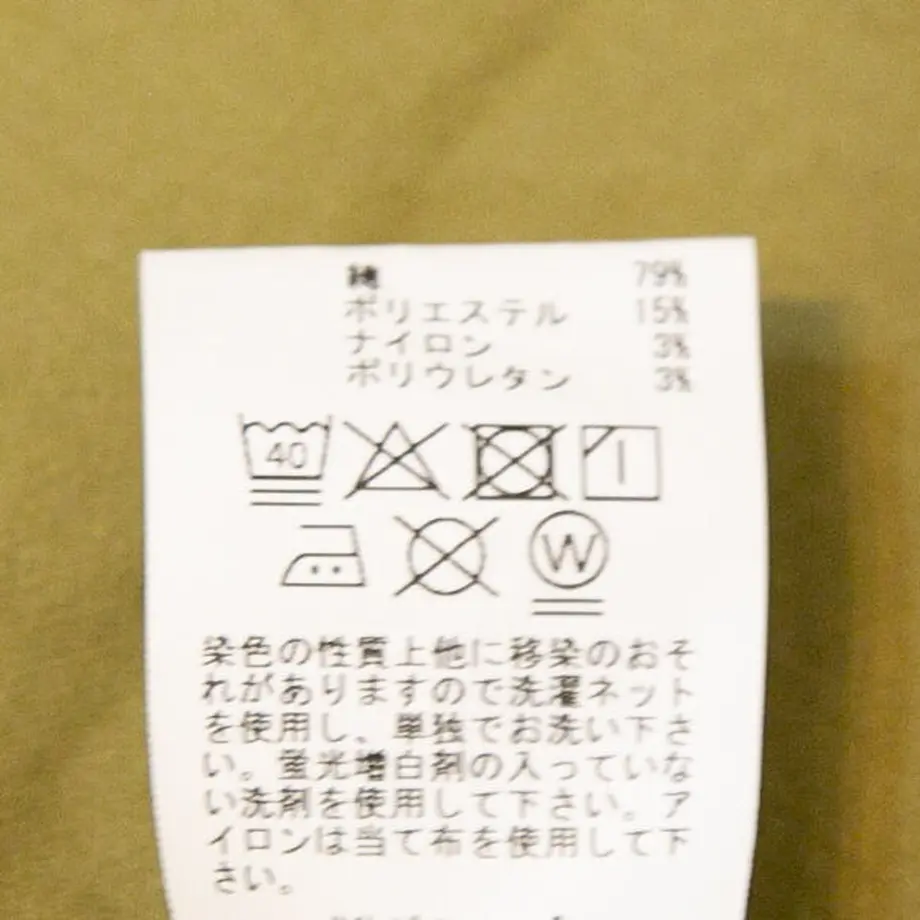 綿 79%
ポリエステル 15%
ナイロン 3%
ポリウレタン 3%
40
W
染色の性質上他に移染のおそ
れがありますので洗濯ネット
を使用し、単独でお洗い下さ
い。蛍光増白剤の入っていな
い洗剤を使用して下さい。ア
イロンは当て布を使用して下
さい。